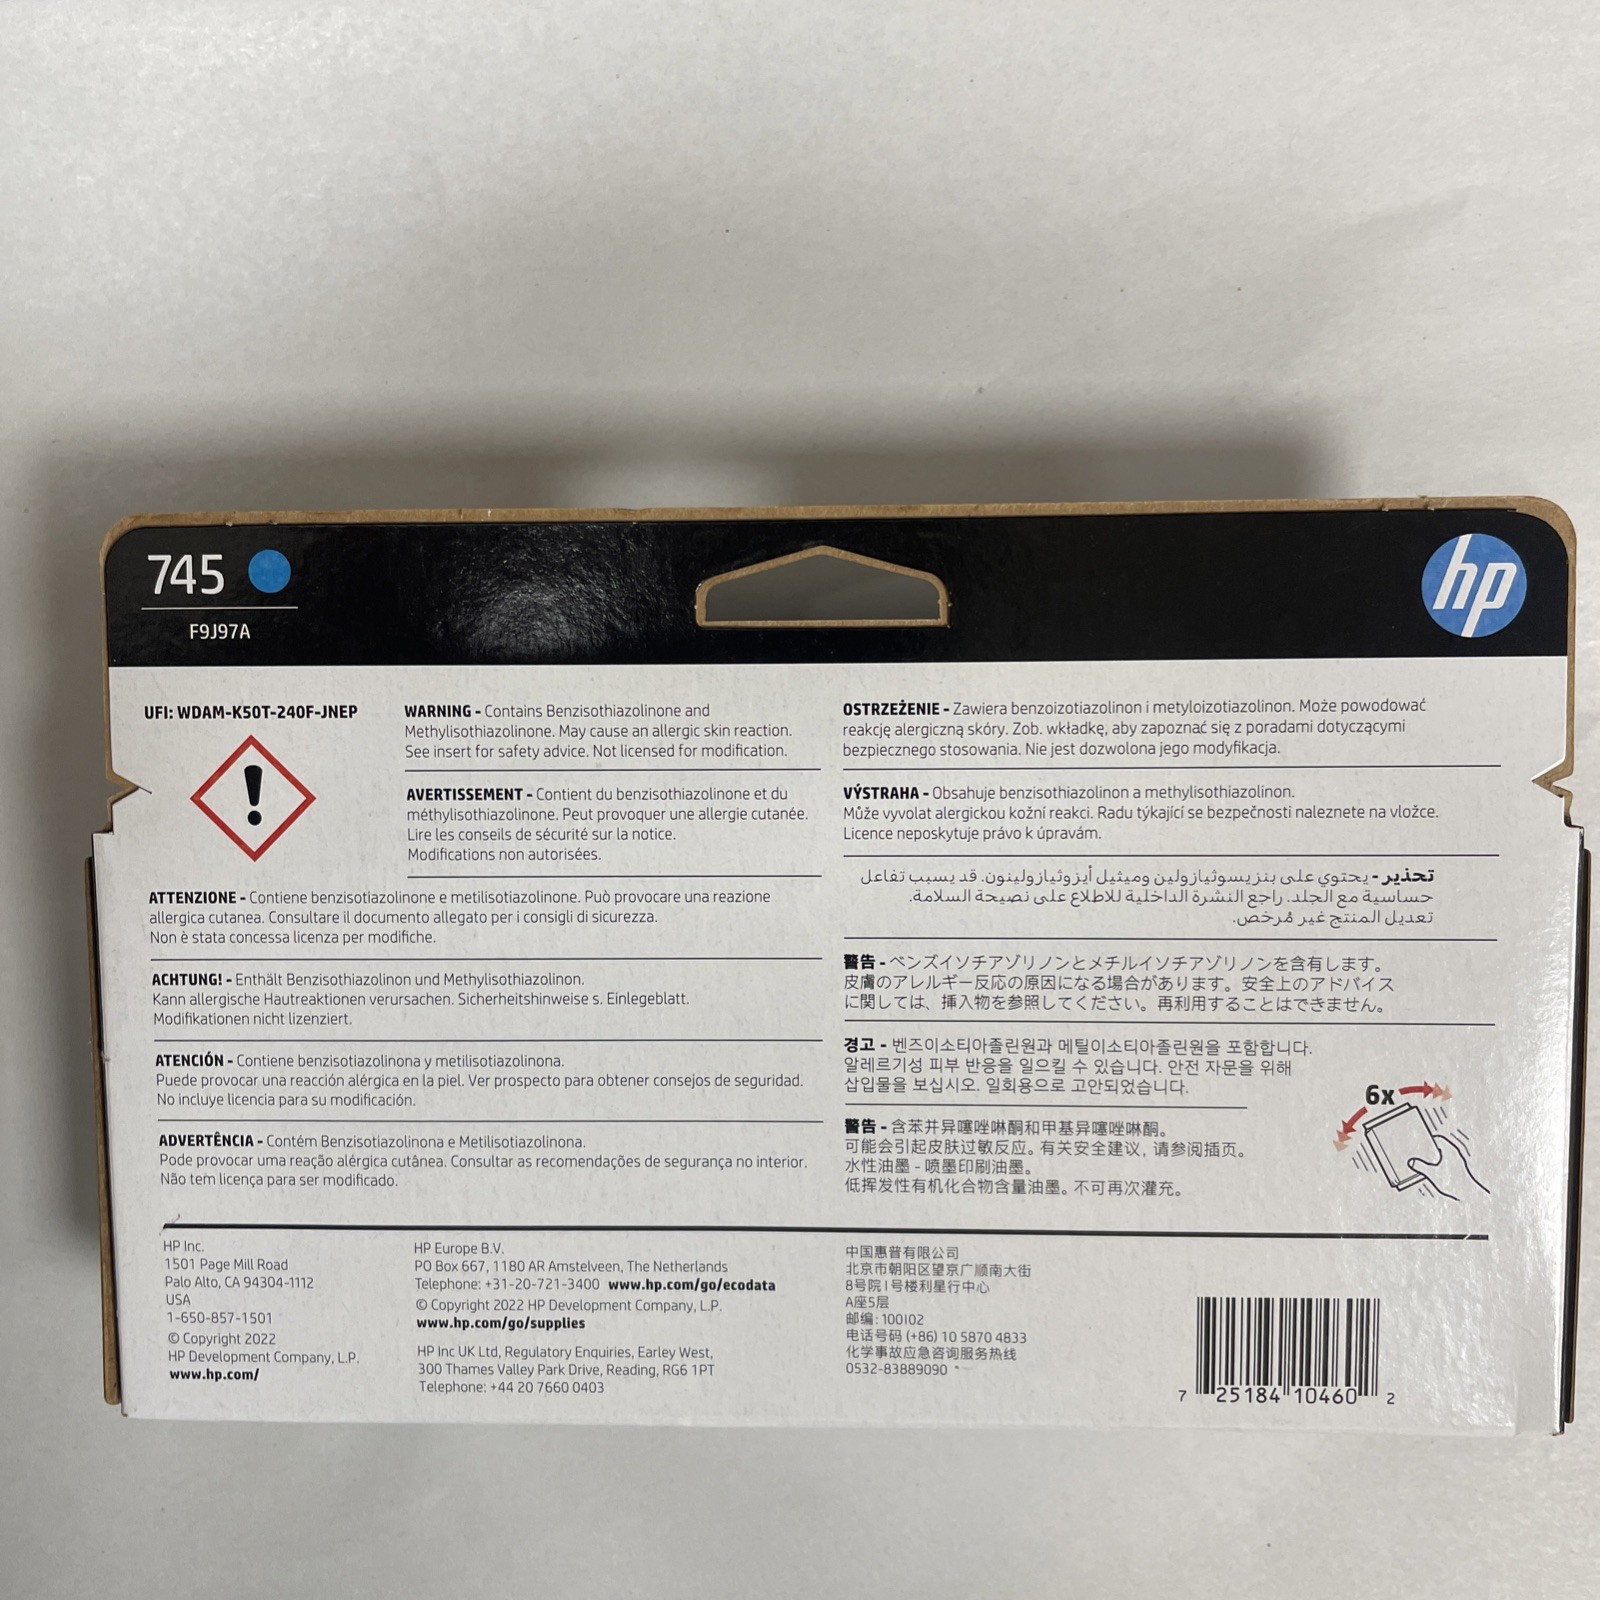 745
F9J97A
hp
UFI: WDAM-K50T-240F-JNEP
WARNING - Contains Benzisothiazolinone and
Methylisothiazolinone. May cause an allergic skin reaction.
See insert for safety advice. Not licensed for modification.
AVERTISSEMENT - Contient du benzisothiazolinone et du
méthylisothiazolinone. Peut provoquer une allergie cutanée.
Lire les conseils de sécurité sur la notice.
Modifications non autorisées.
ATTENZIONE - Contiene benzisotiazolinone e metilisotiazolinone. Può provocare una reazione
allergica cutanea. Consultare il documento allegato per i consigli di sicurezza.
Non è stata concessa licenza per modifiche.
ACHTUNG! - Enthält Benzisothiazolinon und Methylisothiazolinon.
Kann allergische Hautreaktionen verursachen. Sicherheitshinweise s. Einlegeblatt.
Modifikationen nicht lizenziert.
ATENCIÓN - Contiene benzisotiazolinona y metilisotiazolinona.
Puede provocar una reacción alérgica en la piel. Ver prospecto para obtener consejos de seguridad.
No incluye licencia para su modificación.
ADVERTÊNCIA - Contém Benzisotiazolinona e Metilisotiazolinona.
Pode provocar uma reação alérgica cutânea. Consultar as recomendações de segurança no interior.
Não tem licença para ser modificado.
OSTRZEŻENIE - Zawiera benzoizotiazolinon i metyloizotiazolinon. Może powodować
reakcję alergiczną skóry. Zob. wkładkę, aby zapoznać się z poradami dotyczącymi
bezpiecznego stosowania. Nie jest dozwolona jego modyfikacja.
VÝSTRAHA - Obsahuje benzisothiazolinon a methylisothiazolinon.
Může vyvolat alergickou kožní reakci. Radu týkající se bezpečnosti naleznete na vložce.
Licence neposkytuje právo k úpravám.
تحذير - يحتوي على بنزيسوثيازولين وميثيل أيزوثيازولينون. قد يسبب تفاعل
حساسية مع الجلد. راجع النشرة الداخلية للاطلاع على نصيحة السلامة.
تعديل المنتج غير مُرخص.
警告 - ベンズイソチアゾリノンとメチルイソチアゾリノンを含有します。
皮膚のアレルギー反応の原因になる場合があります。安全上のアドバイス
に関しては、挿入物を参照してください。再利用することはできません。
경고 - 벤즈이소티아졸린원과 메틸이소티아졸린원을 포함합니다.
알레르기성 피부 반응을 일으킬 수 있습니다. 안전 자문을 위해
삽입물을 보십시오. 일회용으로 고안되었습니다.
警告 - 含苯并异噻唑啉酮和甲基异噻唑啉酮。
可能会引起皮肤过敏反应。有关安全建议, 请参阅插页。
水性油墨 - 喷墨印刷油墨。
低挥发性有机化合物含量油墨。不可再次灌充。
6x
HP Inc.
1501 Page Mill Road
Palo Alto, CA 94304-1112
USA
1-650-857-1501
© Copyright 2022
HP Development Company, L.P.
www.hp.com/
HP Europe B.V.
PO Box 667, 1180 AR Amstelveen, The Netherlands
Telephone: +31-20-721-3400 www.hp.com/go/ecodata
© Copyright 2022 HP Development Company, L.P.
www.hp.com/go/supplies
HP Inc UK Ltd, Regulatory Enquiries, Earley West,
300 Thames Valley Park Drive, Reading, RG6 1PT
Telephone: +44 20 7660 0403
中国惠普有限公司
北京市朝阳区望京广顺南大街
8号院1号楼利星行中心
A座5层
邮编: 100102
电话号码 (+86) 10 5870 4833
化学事故应急咨询服务热线
0532-83889090
7 25184 10460 2